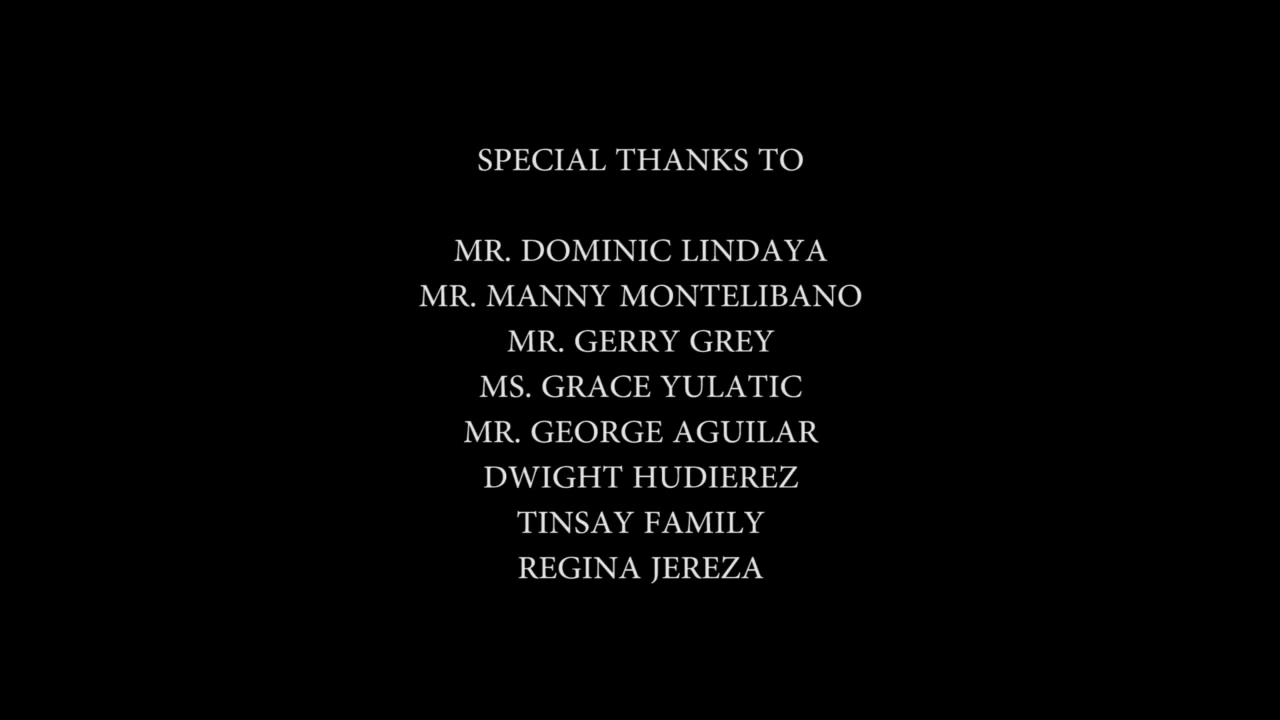 SPECIAL THANKS TO
MR. DOMINIC LINDAYA
MR. MANNY MONTELIBANO
MR. GERRY GREY
MS. GRACE YULATIC
MR. GEORGE AGUILAR
DWIGHT HUDIEREZ
TINSAY FAMILY
REGINA JEREZA